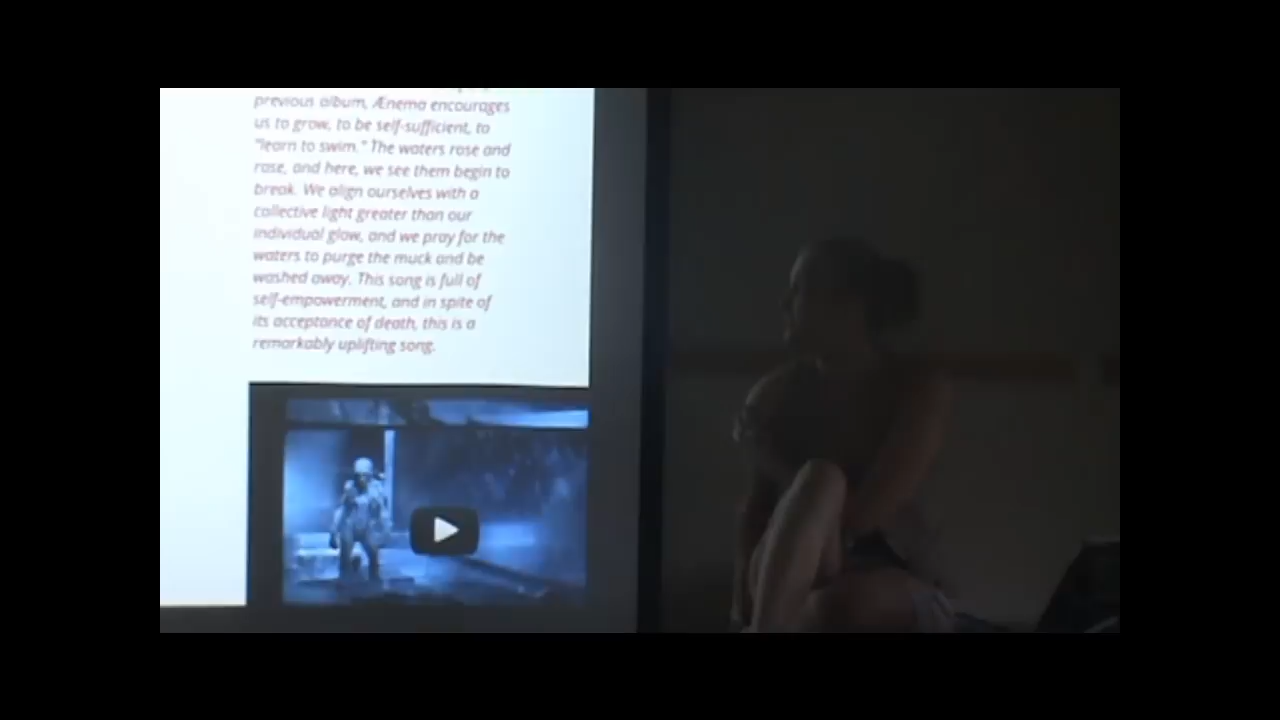 previous album, Ænema encourages
us to grow, to be self-sufficient, to
"learn to swim." The waters rose and
rose, and here, we see them begin to
break. We align ourselves with a
collective light greater than our
individual glow, and we pray for the
waters to purge the muck and be
washed away. This song is full of
self-empowerment, and in spite of
its acceptance of death, this is a
remarkably uplifting song.